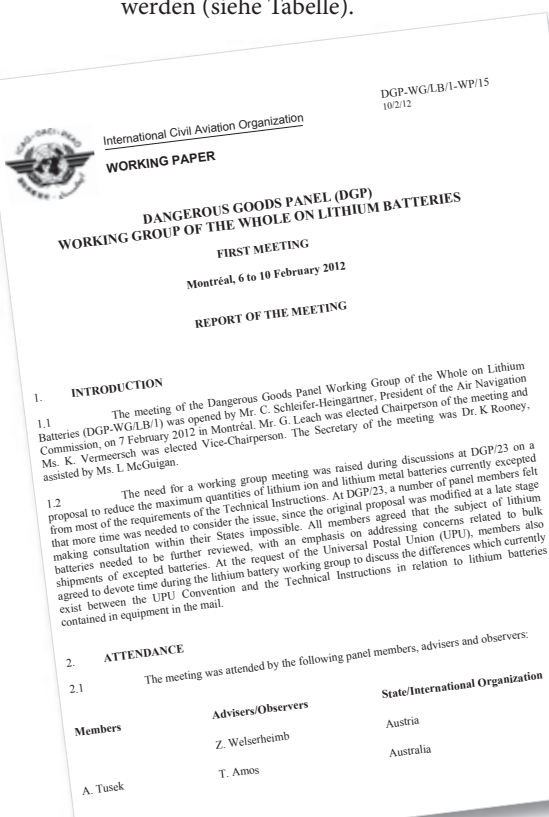 werden (siehe Tabelle).
DGP-WG/LB/1-WP/15
10/2/12
International Civil Aviation Organization
WORKING PAPER
DANGEROUS GOODS PANEL (DGP)
WORKING GROUP OF THE WHOLE ON LITHIUM BATTERIES
FIRST MEETING
Montréal, 6 to 10 February 2012
REPORT OF THE MEETING
1. INTRODUCTION
1.1 The meeting of the Dangerous Goods Panel Working Group of the Whole on Lithium
Batteries (DGP-WG/LB/1) was opened by Mr. C. Schleifer-Heingärtner, President of the Air Navigation
Commission, on 7 February 2012 in Montréal. Mr. G. Leach was elected Chairperson of the meeting and
Ms. K. Vermeersch was elected Vice-Chairperson. The Secretary of the meeting was Dr. K Rooney,
assisted by Ms. L McGuigan.
1.2 The need for a working group meeting was raised during discussions at DGP/23 on a
proposal to reduce the maximum quantities of lithium ion and lithium metal batteries currently excepted
from most of the requirements of the Technical Instructions. At DGP/23, a number of panel members felt
that more time was needed to consider the issue, since the original proposal was modified at a late stage
making consultation within their States impossible. All members agreed that the subject of lithium
batteries needed to be further reviewed, with an emphasis on addressing concerns related to bulk
shipments of excepted batteries. At the request of the Universal Postal Union (UPU), members also
agreed to devote time during the lithium battery working group to discuss the differences which currently
exist between the UPU Convention and the Technical Instructions in relation to lithium batteries
contained in equipment in the mail.
2. ATTENDANCE
2.1 The meeting was attended by the following panel members, advisers and observers:
Members Advisers/Observers State/International Organization
Z. Welserheimb Austria
A. Tusek T. Amos Australia